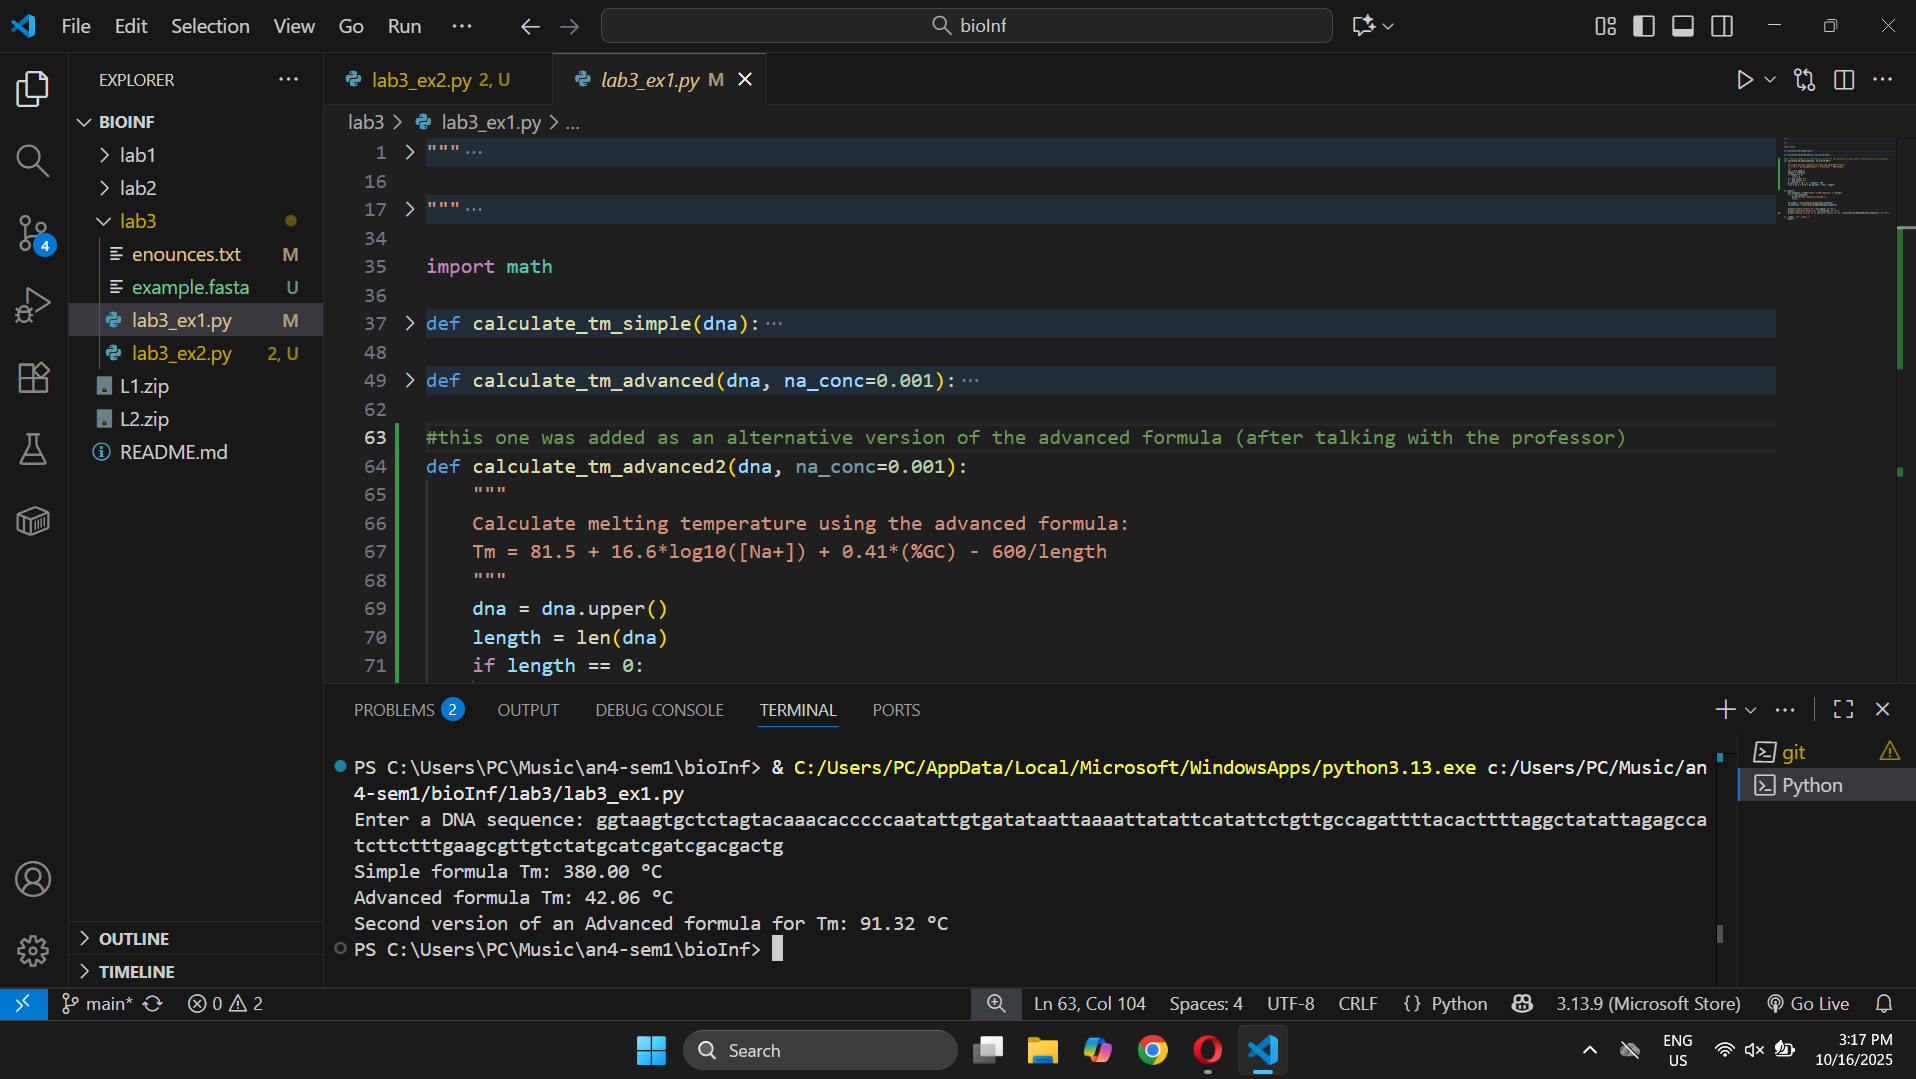 File Edit Selection View Go Run ··· bioInf
EXPLORER ···
BIOINF
lab1
lab2
lab3
enounces.txt M
example.fasta U
lab3_ex1.py M
lab3_ex2.py 2, U
L1.zip
L2.zip
README.md
OUTLINE
TIMELINE
4
lab3_ex2.py 2, U lab3_ex1.py M
lab3 > lab3_ex1.py > ...
1 """ ···
16
17 """ ···
34
35 import math
36
37 def calculate_tm_simple(dna): ···
48
49 def calculate_tm_advanced(dna, na_conc=0.001): ···
62
63 #this one was added as an alternative version of the advanced formula (after talking with the professor)
64 def calculate_tm_advanced2(dna, na_conc=0.001):
65 """
66 Calculate melting temperature using the advanced formula:
67 Tm = 81.5 + 16.6*log10([Na+]) + 0.41*(%GC) - 600/length
68 """
69 dna = dna.upper()
70 length = len(dna)
71 if length == 0:
PROBLEMS 2 OUTPUT DEBUG CONSOLE TERMINAL PORTS
PS C:\Users\PC\Music\an4-sem1\bioInf> & C:/Users/PC/AppData/Local/Microsoft/WindowsApps/python3.13.exe c:/Users/PC/Music/an
4-sem1/bioInf/lab3/lab3_ex1.py
Enter a DNA sequence: ggtaagtgctctagtacaaacacccccaatattgtgatataattaaaattatattcatattctgttgccagattttacacttttaggctatattagagcca
tcttctttgaagcgttgtctatgcatcgatcgacgactg
Simple formula Tm: 380.00 °C
Advanced formula Tm: 42.06 °C
Second version of an Advanced formula for Tm: 91.32 °C
PS C:\Users\PC\Music\an4-sem1\bioInf>
git
Python
main* 0 2 Ln 63, Col 104 Spaces: 4 UTF-8 CRLF {} Python 3.13.9 (Microsoft Store) Go Live
Search
ENG
US
3:17 PM
10/16/2025